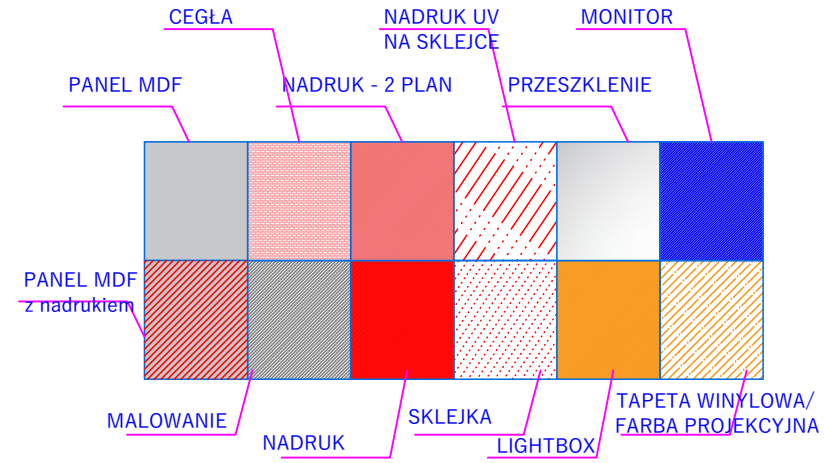 CEGŁA
NADRUK UV
NA SKLEJCE
MONITOR
PANEL MDF
NADRUK - 2 PLAN
PRZESZKLENIE
PANEL MDF
z nadrukiem
MALOWANIE
NADRUK
SKLEJKA
LIGHTBOX
TAPETA WINYLOWA/
FARBA PROJEKCYJNA